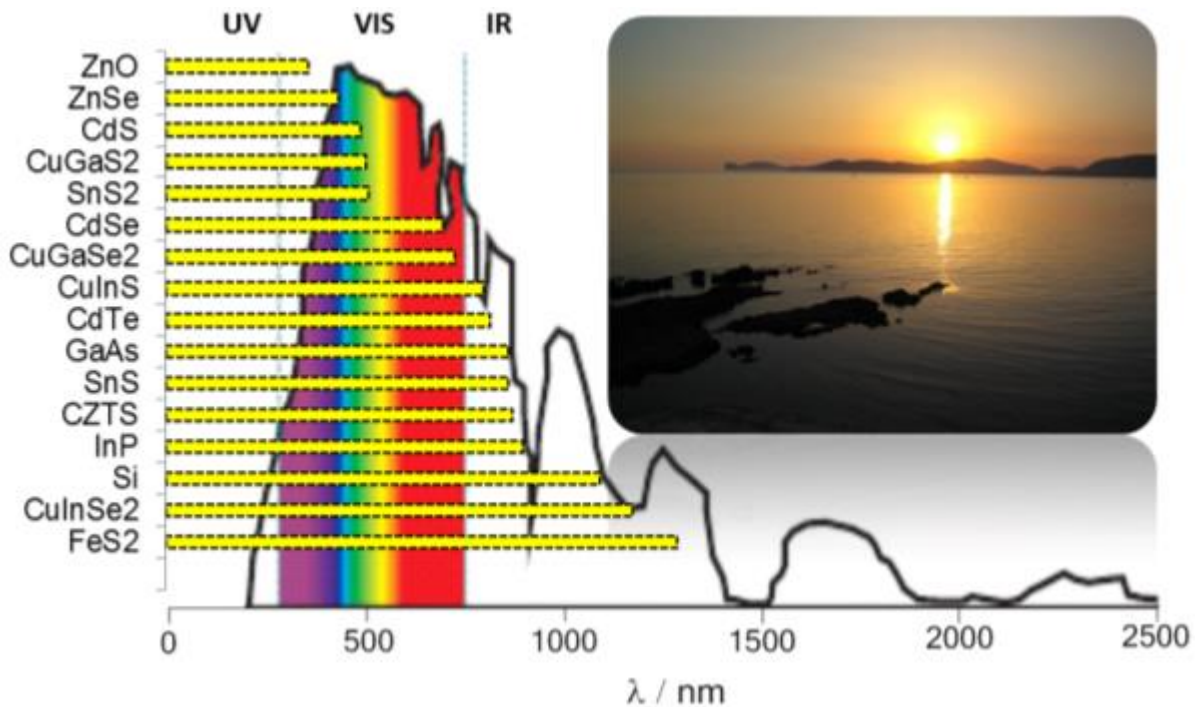 UV VIS IR
ZnO
ZnSe
CdS
CuGaS2
SnS2
CdSe
CuGaSe2
CuInS
CdTe
GaAs
SnS
CZTS
InP
Si
CuInSe2
FeS2
0 500 1000 1500 2000 2500
λ / nm